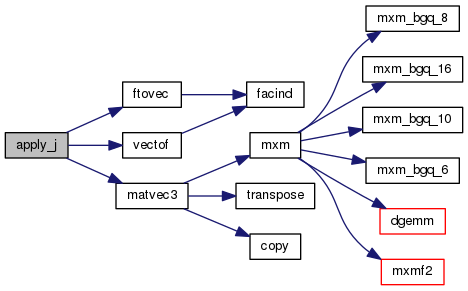 apply_j
ftovec
vectof
matvec3
facind
mxm
transpose
copy
mxm_bgq_8
mxm_bgq_16
mxm_bgq_10
mxm_bgq_6
dgemm
mxmf2